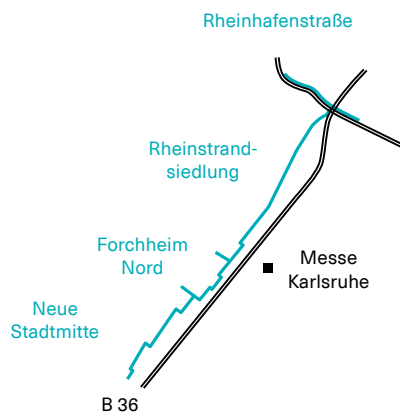 Rheinhafenstraße
Rheinstrand-
siedlung
Forchheim
Nord
Messe
Karlsruhe
Neue
Stadtmitte
B 36